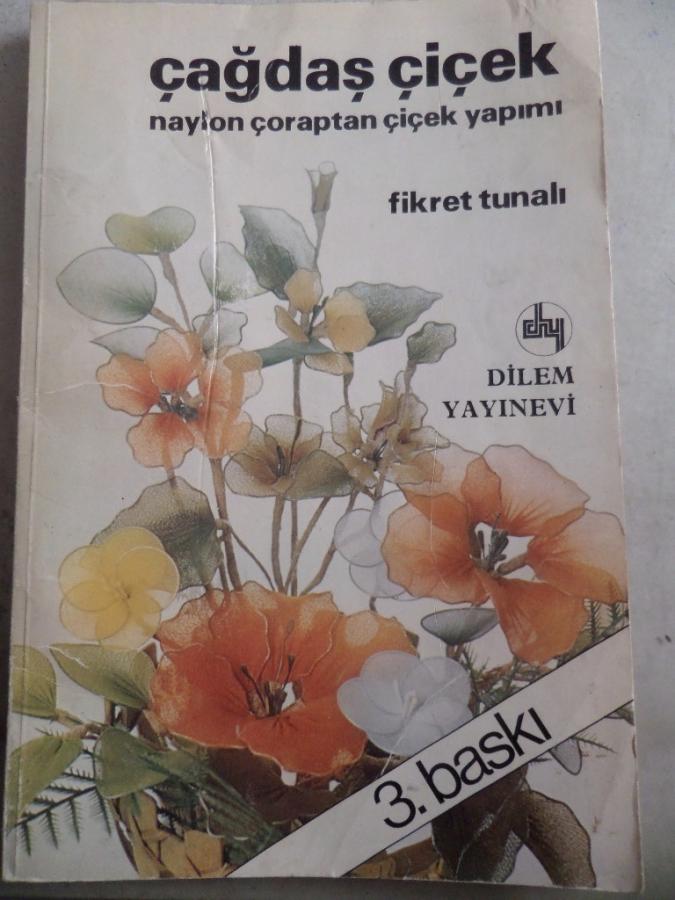 çağdaş çiçek
naylon çoraptan çiçek yapımı
fikret tunalı
dy
DİLEM
YAYINEVİ
3. baskı